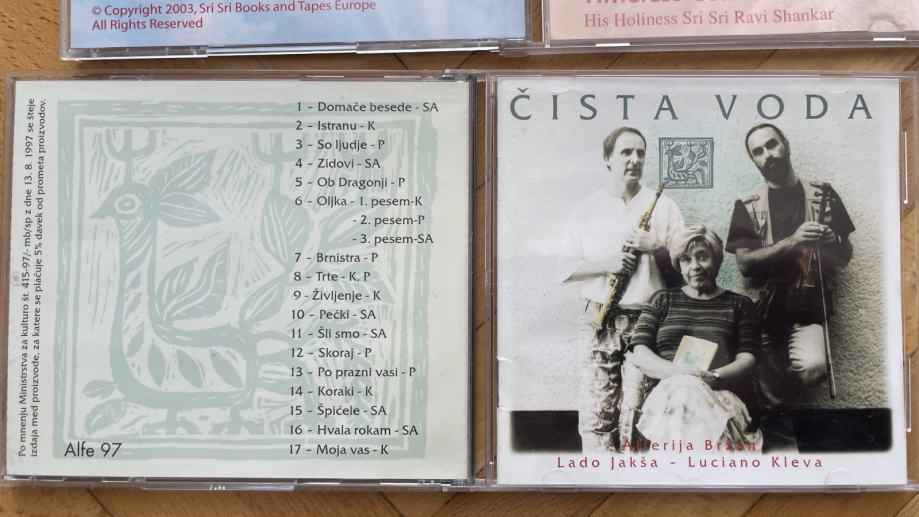 © Copyright 2003, Sri Sri Books and Tapes Europe
All Rights Reserved
His Holiness Sri Sri Ravi Shankar
Po mnenju Ministrstva za kulturo št. 415-97/- mb/sp z dne 13. 8. 1997 se šteje
izdaja med proizvode, za katere se plačuje 5% davek od prometa proizvodov.
1 - Domače besede - SA
2 - Istranu - K
3 - So ljudje - P
4 - Zidovi - SA
5 - Ob Dragonji - P
6 - Oljka - 1. pesem-K
- 2. pesem-P
- 3. pesem-SA
7 - Brnistra - P
8 - Trte - K, P
9 - Življenje - K
10 - Pečki - SA
11 - Šli smo - SA
12 - Skoraj - P
13 - Po prazni vasi - P
14 - Koraki - K
15 - Špičele - SA
16 - Hvala rokam - SA
17 - Moja vas - K
Alfe 97
ČISTA VODA
Lado Jakša - Luciano Kleva